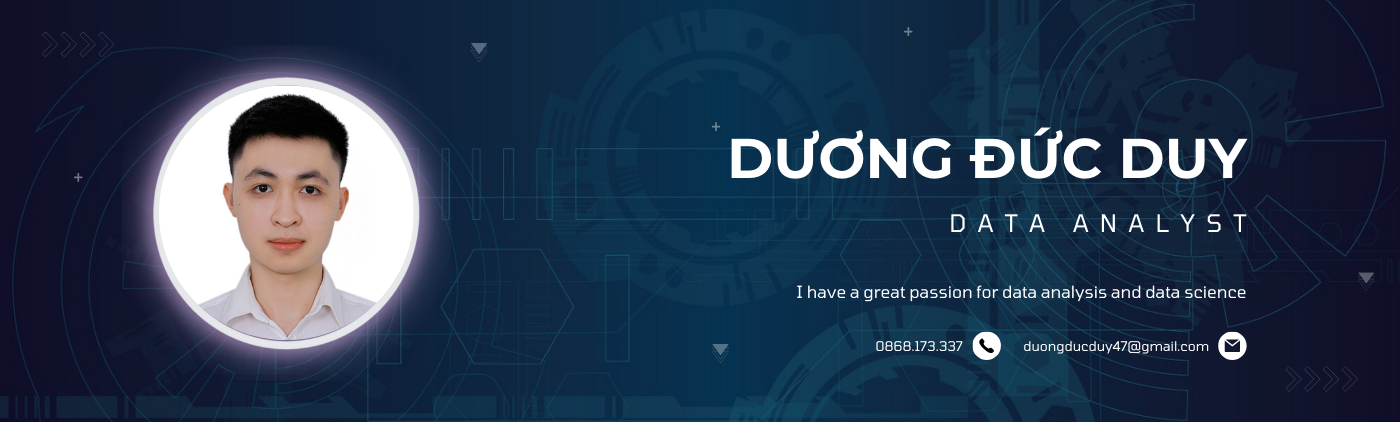 DƯƠNG ĐỨC DUY
DATA ANALYST
I have a great passion for data analysis and data science
0868.173.337 duongducduy47@gmail.com